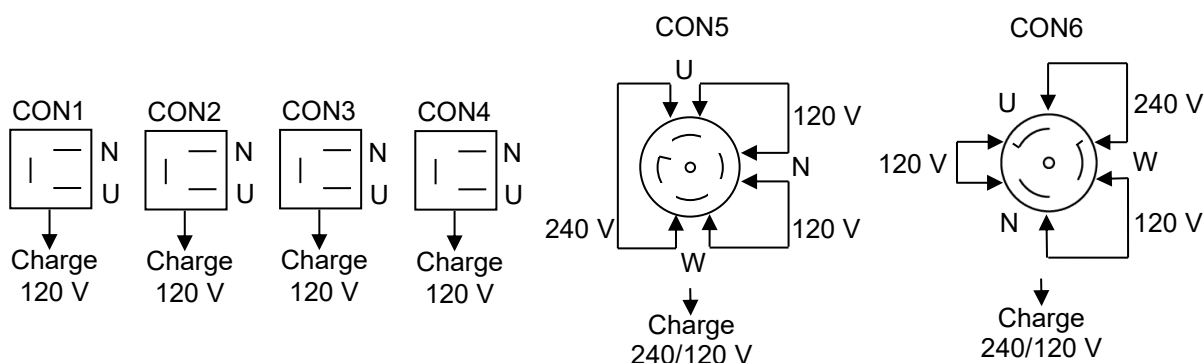 CON1
N
U
Charge
120 V
CON2
N
U
Charge
120 V
CON3
N
U
Charge
120 V
CON4
N
U
Charge
120 V
CON5
U
120 V
N
240 V
120 V
W
Charge
240/120 V
CON6
U
240 V
120 V
W
N
120 V
Charge
240/120 V